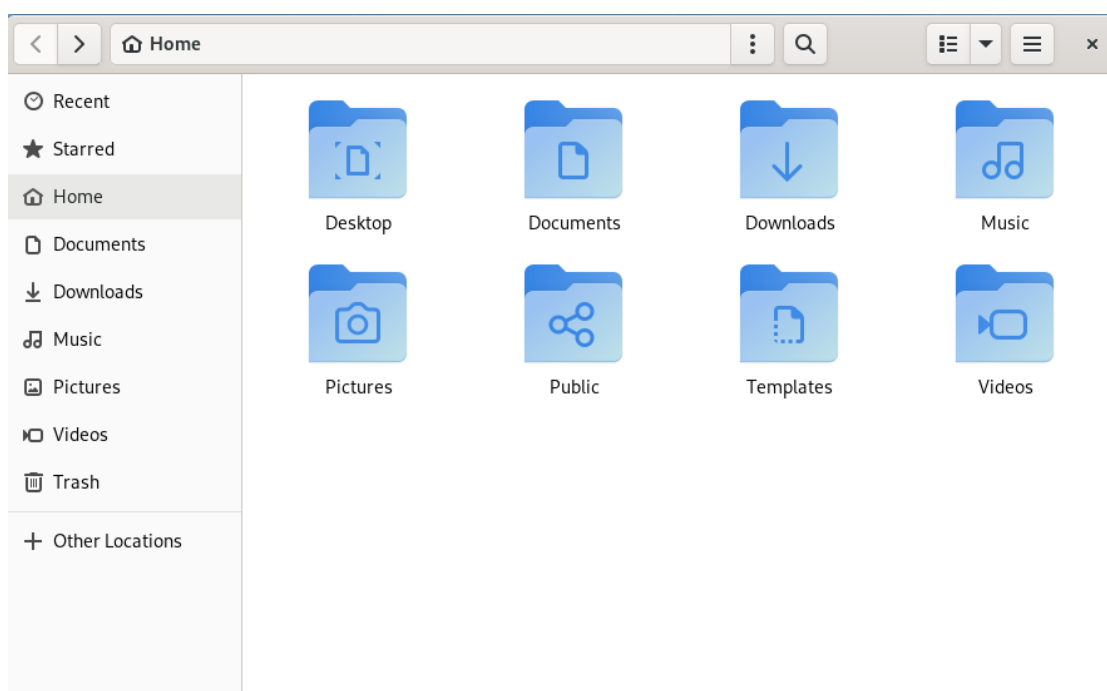 Home
Recent
Starred
Home
Documents
Downloads
Music
Pictures
Videos
Trash
Other Locations
Desktop
Documents
Downloads
Music
Pictures
Public
Templates
Videos